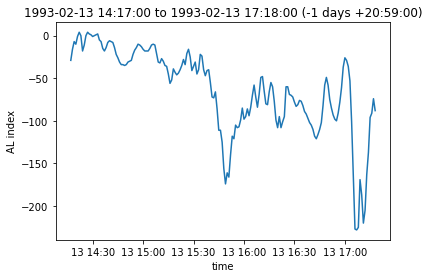 1993-02-13 14:17:00 to 1993-02-13 17:18:00 (-1 days +20:59:00)
0
−50
−100
−150
−200
AL index
13 14:30 13 15:00 13 15:30 13 16:00 13 16:30 13 17:00
time